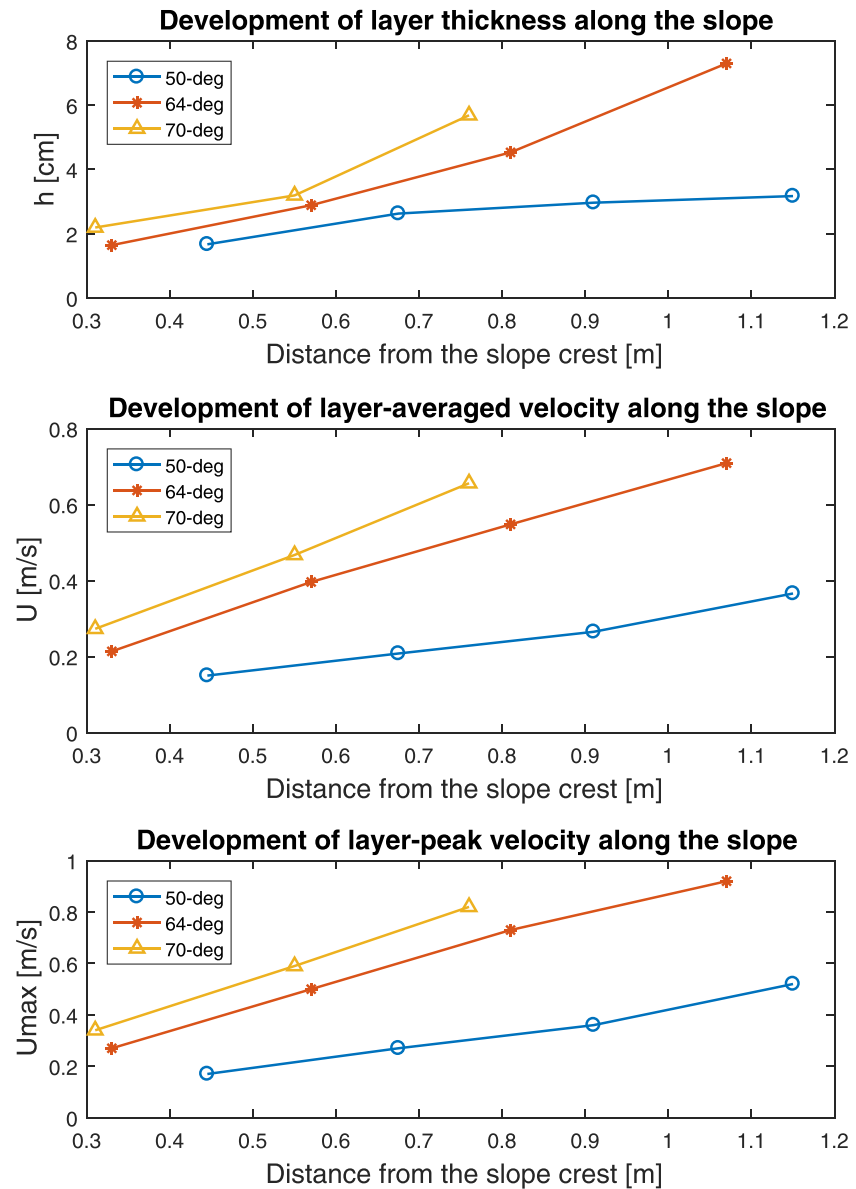 Development of layer thickness along the slope
8
6
4
2
0
h [cm]
50-deg
64-deg
70-deg
0.3 0.4 0.5 0.6 0.7 0.8 0.9 1 1.1 1.2
Distance from the slope crest [m]
Development of layer-averaged velocity along the slope
0.8
0.6
0.4
0.2
0
U [m/s]
50-deg
64-deg
70-deg
0.3 0.4 0.5 0.6 0.7 0.8 0.9 1 1.1 1.2
Distance from the slope crest [m]
Development of layer-peak velocity along the slope
1
0.8
0.6
0.4
0.2
0
Umax [m/s]
50-deg
64-deg
70-deg
0.3 0.4 0.5 0.6 0.7 0.8 0.9 1 1.1 1.2
Distance from the slope crest [m]